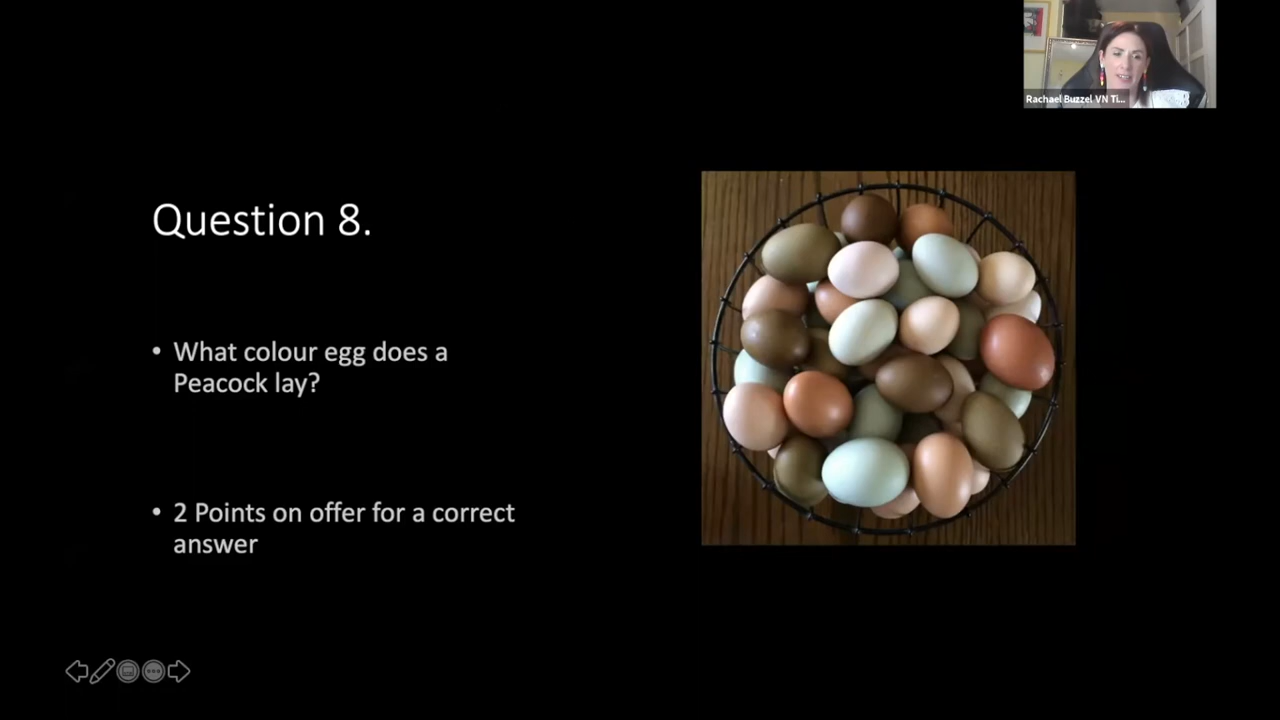 Rachael Buzzel VN Ti...
Question 8.
• What colour egg does a
Peacock lay?
• 2 Points on offer for a correct
answer